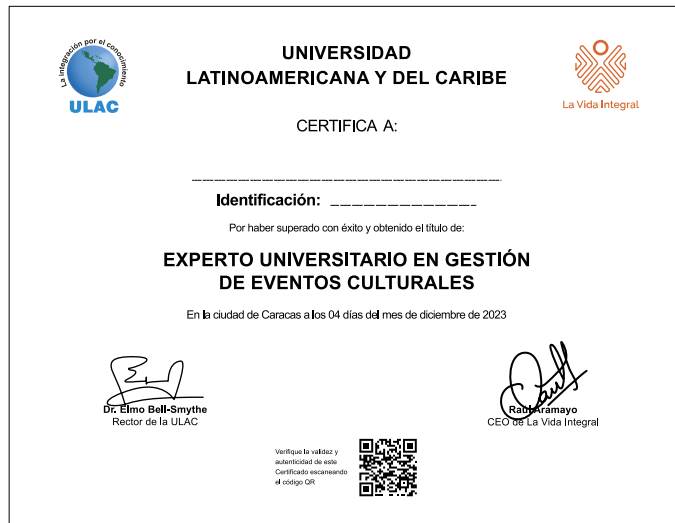 La integración por el conocimiento
ULAC
UNIVERSIDAD
LATINOAMERICANA Y DEL CARIBE
La Vida Integral
CERTIFICA A:
Identificación:
Por haber superado con éxito y obtenido el título de:
EXPERTO UNIVERSITARIO EN GESTIÓN
DE EVENTOS CULTURALES
En la ciudad de Caracas a los 04 días del mes de diciembre de 2023
Dr. Elmo Bell-Smythe
Rector de la ULAC
Raúl Aramayo
CEO de La Vida Integral
Verifique la validez y
autenticidad de este
Certificado escaneando
el código QR